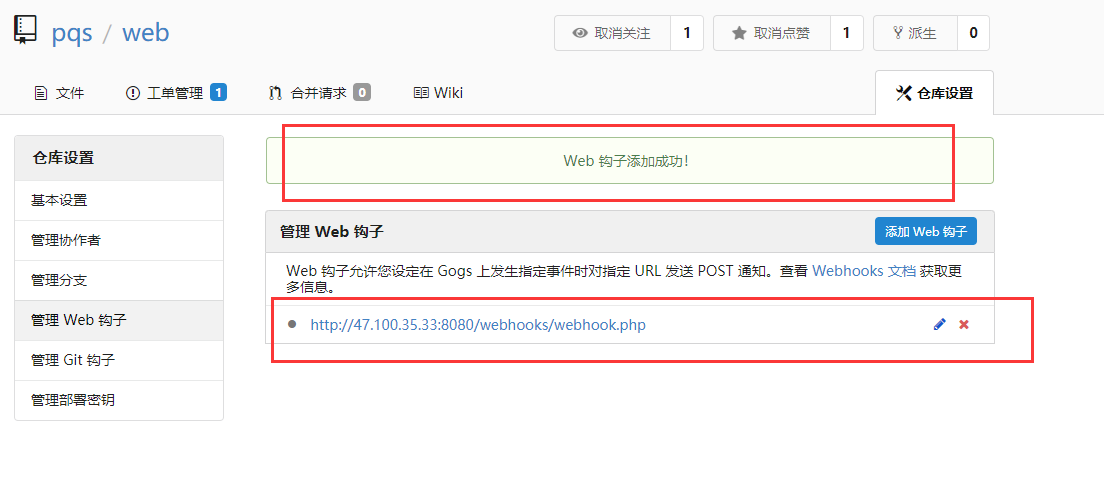 pqs / web
取消关注 1 取消点赞 1 派生 0
文件 工单管理 1 合并请求 0 Wiki 仓库设置
仓库设置
基本设置
管理协作者
管理分支
管理 Web 钩子
管理 Git 钩子
管理部署密钥
Web 钩子添加成功!
管理 Web 钩子 添加 Web 钩子
Web 钩子允许您设定在 Gogs 上发生指定事件时对指定 URL 发送 POST 通知。查看 Webhooks 文档 获取更
多信息。
http://47.100.35.33:8080/webhooks/webhook.php